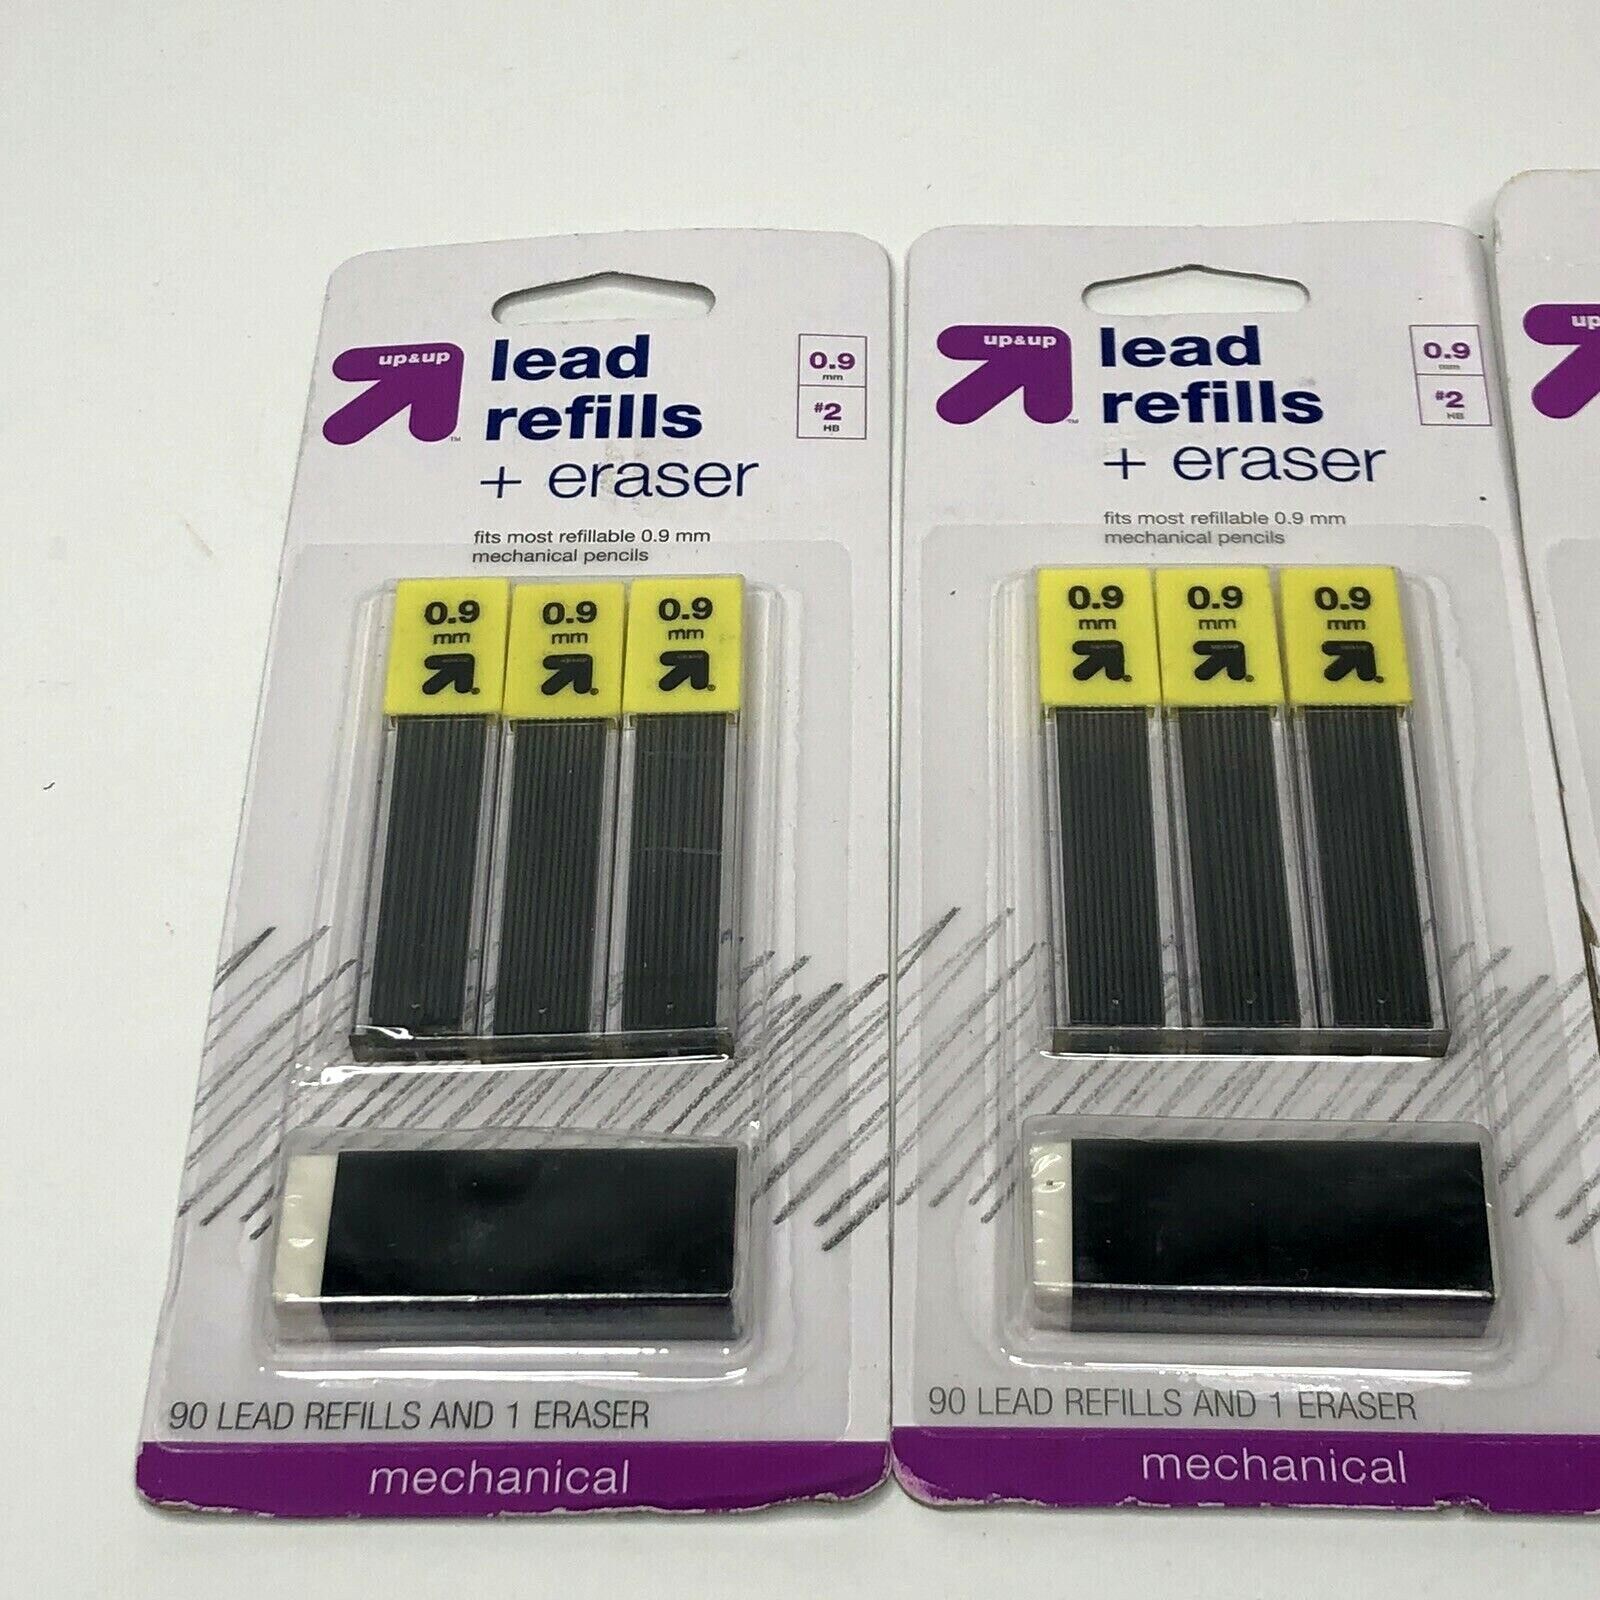 up&up
lead
refills
+ eraser
0.9
mm
#2
HB
fits most refillable 0.9 mm
mechanical pencils
0.9
mm
0.9
mm
0.9
mm
90 LEAD REFILLS AND 1 ERASER
mechanical
up&up
lead
refills
+ eraser
0.9
mm
#2
HB
fits most refillable 0.9 mm
mechanical pencils
0.9
mm
0.9
mm
0.9
mm
90 LEAD REFILLS AND 1 ERASER
mechanical
up